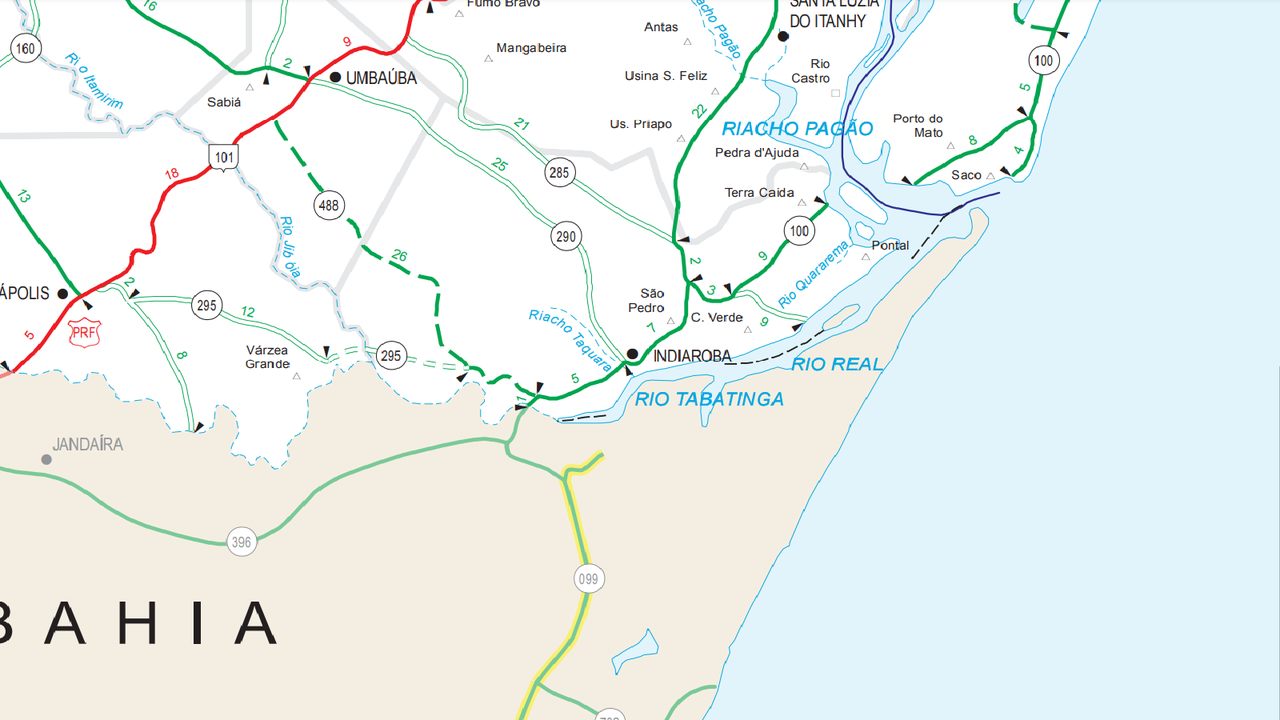 16
Fumo Bravo
SANTA LUZIA
DO ITANHY
160
9
Antas
Riacho Pagão
Mangabeira
100
2
UMBAÚBA
Usina S. Feliz
Rio
Castro
Rio Itamirim
Sabiá
5
22
21
Us. Priapo
RIACHO PAGÃO
Porto do
Mato
8
4
101
Pedra d'Ajuda
25
285
18
Saco
13
488
Terra Caida
290
100
Rio Jibóia
Pontal
26
2
9
ÁPOLIS
2
Rio Quararema
São
Pedro
3
295
12
C. Verde
9
PRF
5
Riacho Taquara
7
8
Várzea
Grande
295
INDIAROBA
RIO REAL
5
1
RIO TABATINGA
JANDAÍRA
396
099
BAHIA